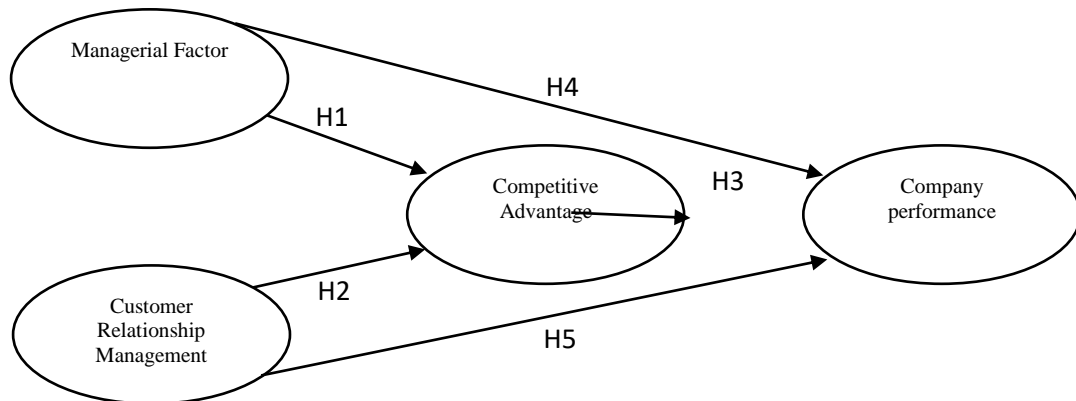 Managerial Factor
H4
H1
H3
Competitive
Advantage
Company
performance
H2
Customer
Relationship
Management
H5